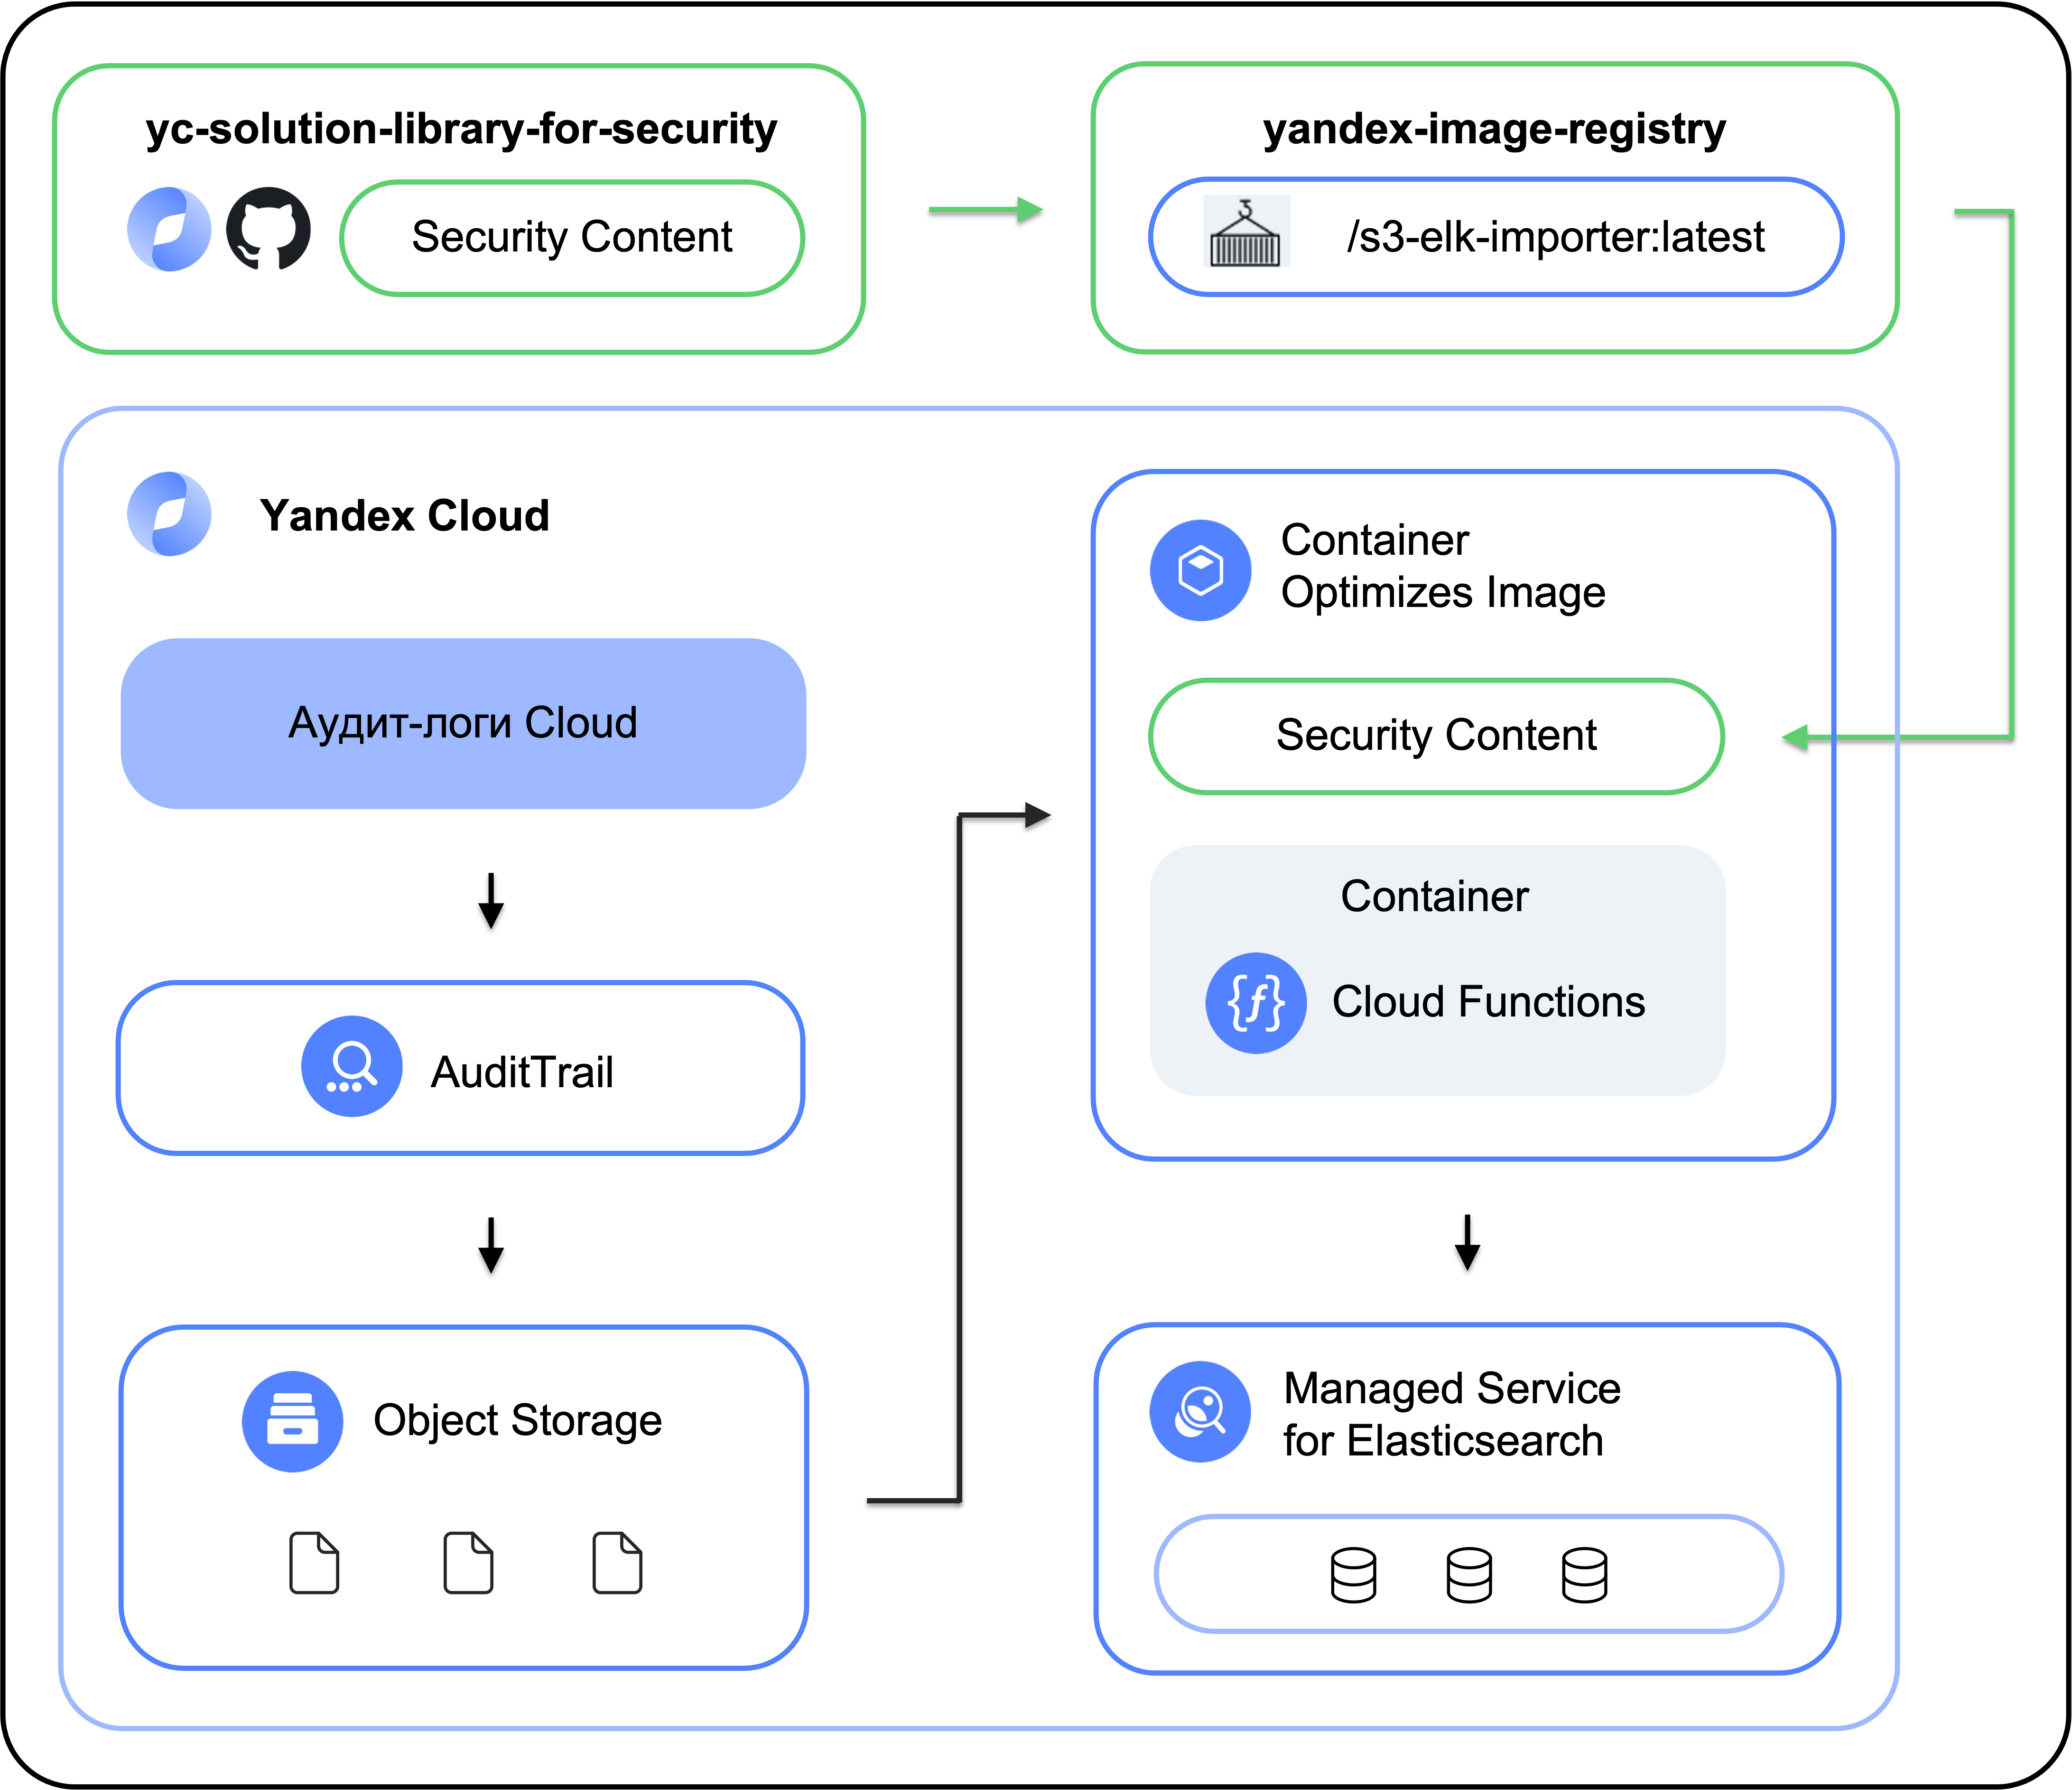 yc-solution-library-for-security
Security Content
yandex-image-registry
/s3-elk-importer:latest
Yandex Cloud
Аудит-логи Cloud
AuditTrail
Object Storage
Container
Optimizes Image
Security Content
Container
Cloud Functions
Managed Service
for Elasticsearch